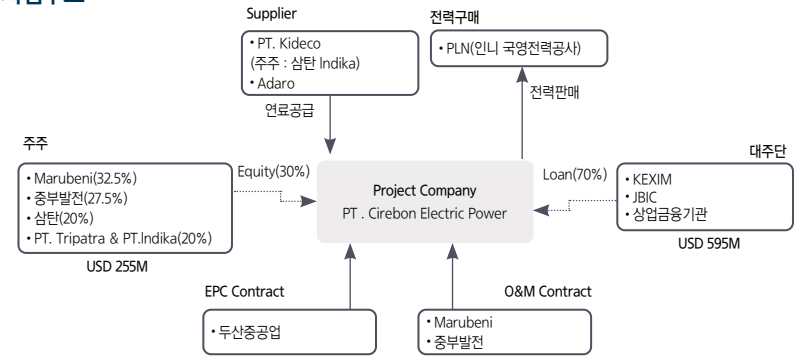 Supplier
• PT. Kideco
(주주 : 삼탄 Indika)
• Adaro
연료공급
전력구매
• PLN(인니 국영전력공사)
전력판매
주주
• Marubeni(32.5%)
• 중부발전(27.5%)
• 삼탄(20%)
• PT. Tripatra & PT.Indika(20%)
USD 255M
Equity(30%)
Project Company
PT . Cirebon Electric Power
Loan(70%)
대주단
• KEXIM
• JBIC
• 상업금융기관
USD 595M
EPC Contract
• 두산중공업
O&M Contract
• Marubeni
• 중부발전